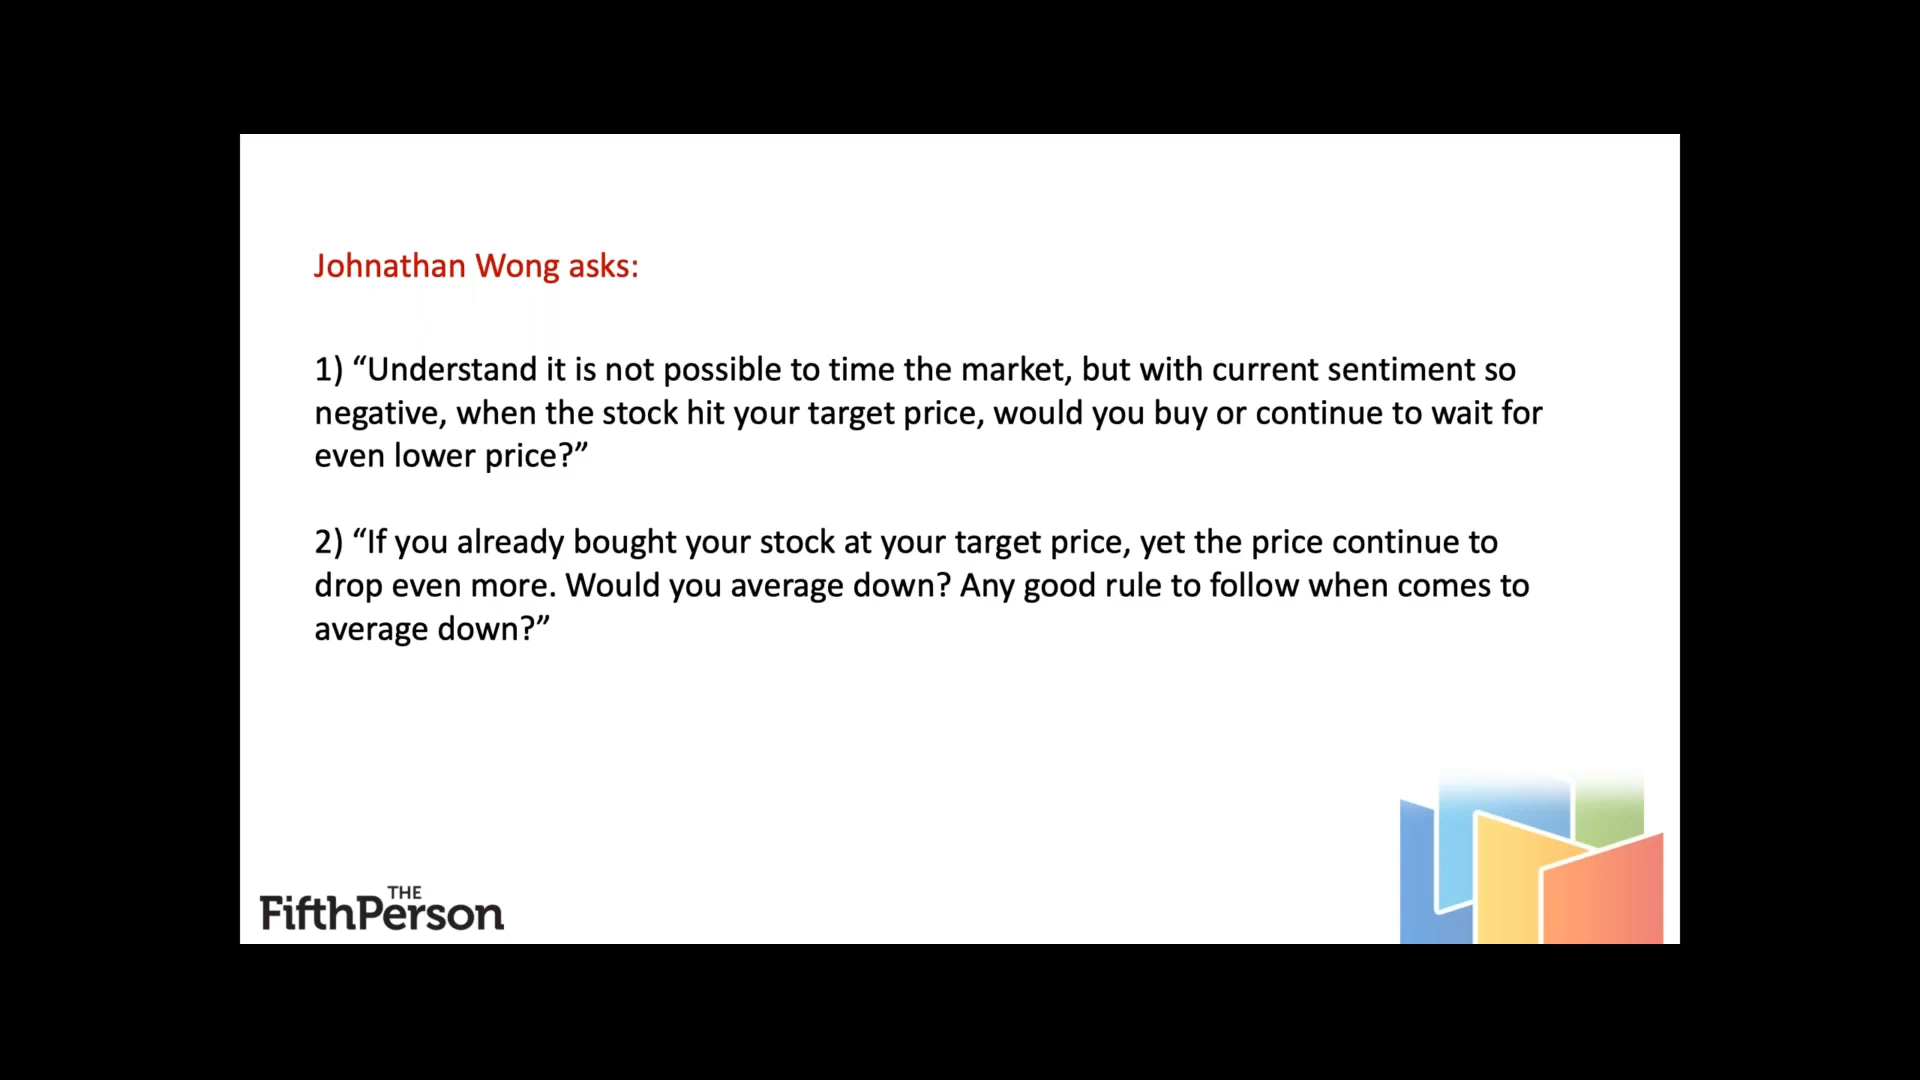 Johnathan Wong asks:
1) “Understand it is not possible to time the market, but with current sentiment so
negative, when the stock hit your target price, would you buy or continue to wait for
even lower price?”
2) “If you already bought your stock at your target price, yet the price continue to
drop even more. Would you average down? Any good rule to follow when comes to
average down?”
THE
FifthPerson